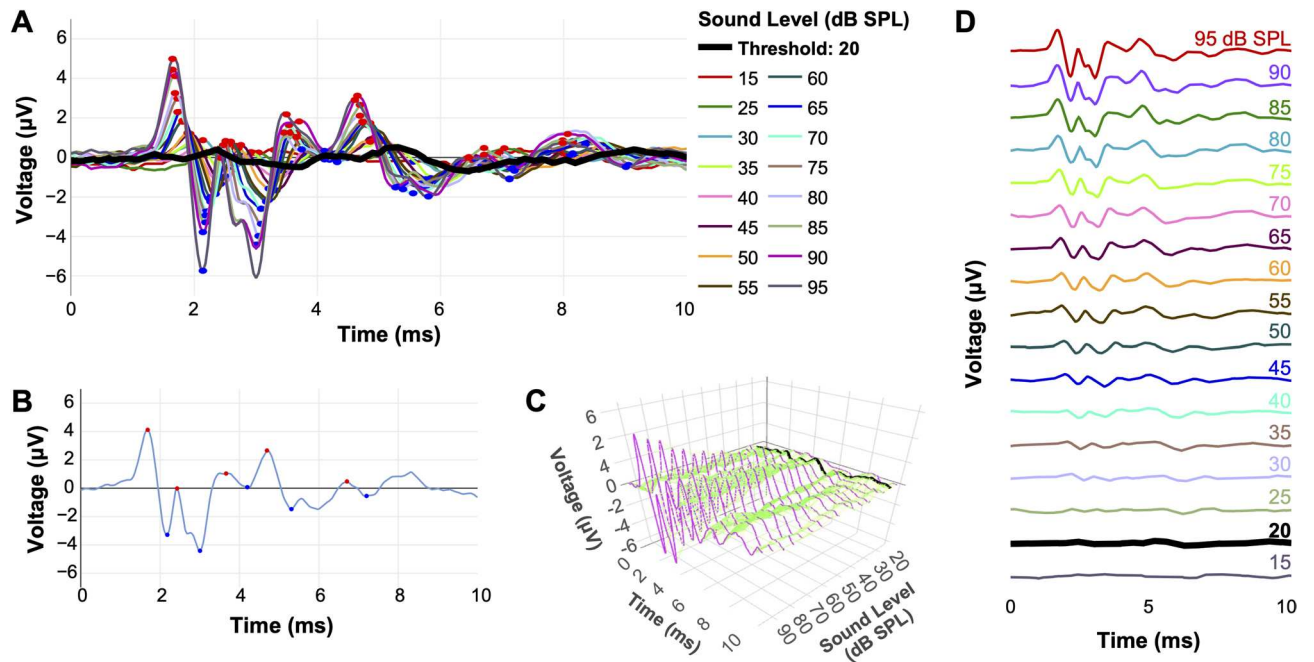 A
Sound Level (dB SPL)
Threshold: 20
15 60
25 65
30 70
35 75
40 80
45 85
50 90
55 95
Voltage (µV)
6
4
2
0
−2
−4
−6
0 2 4 6 8 10
Time (ms)
B
Voltage (µV)
6
4
2
0
−2
−4
−6
0 2 4 6 8 10
Time (ms)
C
Voltage (µV)
6
2
4
0
-2
-4
-6
0
2
4
6
8
10
Time (ms)
90
80
70
60
50
40
30
20
Sound Level
(dB SPL)
D
Voltage (µV)
95 dB SPL
90
85
80
75
70
65
60
55
50
45
40
35
30
25
20
15
0 5 10
Time (ms)